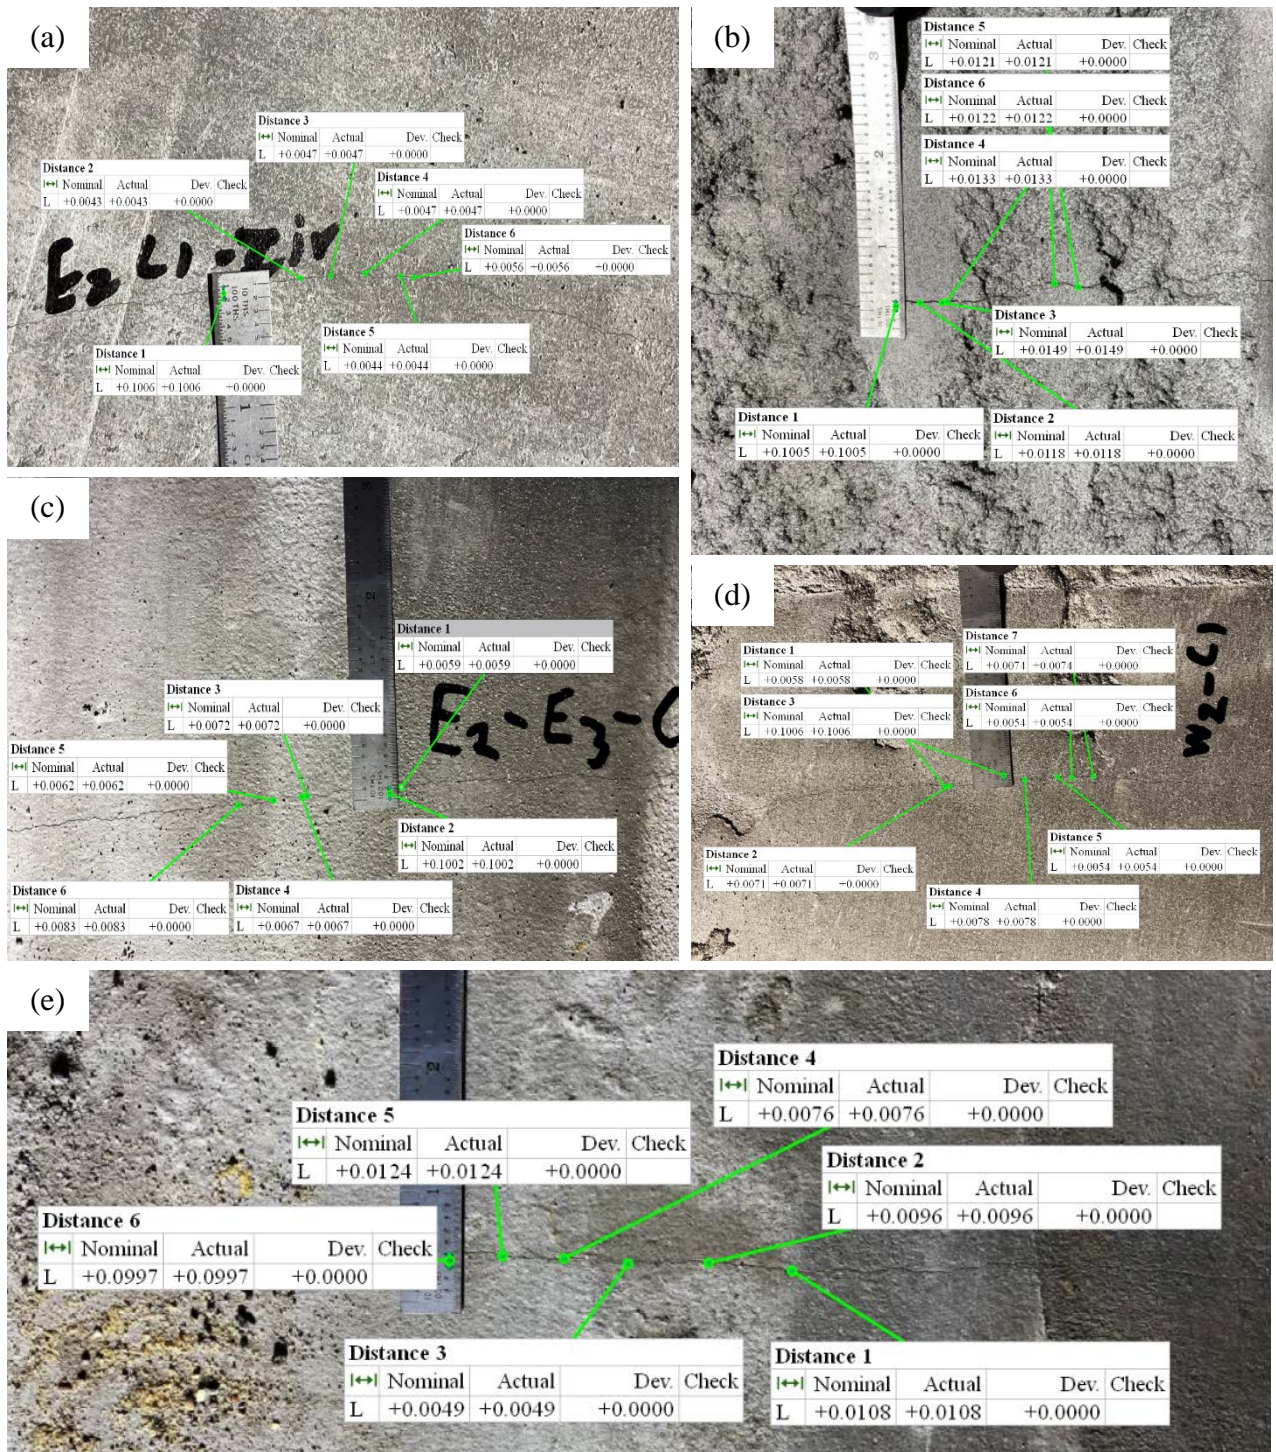 (a)
Distance 3
Nominal Actual Dev. Check
L +0.0047 +0.0047 +0.0000
Distance 2
Nominal Actual Dev. Check
L +0.0043 +0.0043 +0.0000
Distance 4
Nominal Actual Dev. Check
L +0.0047 +0.0047 +0.0000
Distance 6
Nominal Actual Dev. Check
L +0.0056 +0.0056 +0.0000
Distance 5
Nominal Actual Dev. Check
L +0.0044 +0.0044 +0.0000
Distance 1
Nominal Actual Dev. Check
L +0.1006 +0.1006 +0.0000
10 THS
100 THS
1
(b)
Distance 5
Nominal Actual Dev. Check
L +0.0121 +0.0121 +0.0000
Distance 6
Nominal Actual Dev. Check
L +0.0122 +0.0122 +0.0000
Distance 4
Nominal Actual Dev. Check
L +0.0133 +0.0133 +0.0000
3
2
1
Distance 3
Nominal Actual Dev. Check
L +0.0149 +0.0149 +0.0000
Distance 1
Nominal Actual Dev. Check
L +0.1005 +0.1005 +0.0000
Distance 2
Nominal Actual Dev. Check
L +0.0118 +0.0118 +0.0000
(c)
3
2
Distance 1
Nominal Actual Dev. Check
L +0.0059 +0.0059 +0.0000
Distance 3
Nominal Actual Dev. Check
L +0.0072 +0.0072 +0.0000
E2-E3-C
Distance 5
Nominal Actual Dev. Check
L +0.0062 +0.0062 +0.0000
Distance 2
Nominal Actual Dev. Check
L +0.1002 +0.1002 +0.0000
Distance 6
Nominal Actual Dev. Check
L +0.0083 +0.0083 +0.0000
Distance 4
Nominal Actual Dev. Check
L +0.0067 +0.0067 +0.0000
(d)
Distance 7
Nominal Actual Dev. Check
L +0.0074 +0.0074 +0.0000
Distance 1
Nominal Actual Dev. Check
L +0.0058 +0.0058 +0.0000
Distance 6
Nominal Actual Dev. Check
L +0.0054 +0.0054 +0.0000
Distance 3
Nominal Actual Dev. Check
L +0.1006 +0.1006 +0.0000
W2-C1
Distance 5
Nominal Actual Dev. Check
L +0.0054 +0.0054 +0.0000
Distance 2
Nominal Actual Dev. Check
L +0.0071 +0.0071 +0.0000
Distance 4
Nominal Actual Dev. Check
L +0.0078 +0.0078 +0.0000
(e)
2
1
Distance 4
Nominal Actual Dev. Check
L +0.0076 +0.0076 +0.0000
Distance 5
Nominal Actual Dev. Check
L +0.0124 +0.0124 +0.0000
Distance 2
Nominal Actual Dev. Check
L +0.0096 +0.0096 +0.0000
Distance 6
Nominal Actual Dev. Check
L +0.0997 +0.0997 +0.0000
Distance 3
Nominal Actual Dev. Check
L +0.0049 +0.0049 +0.0000
Distance 1
Nominal Actual Dev. Check
L +0.0108 +0.0108 +0.0000